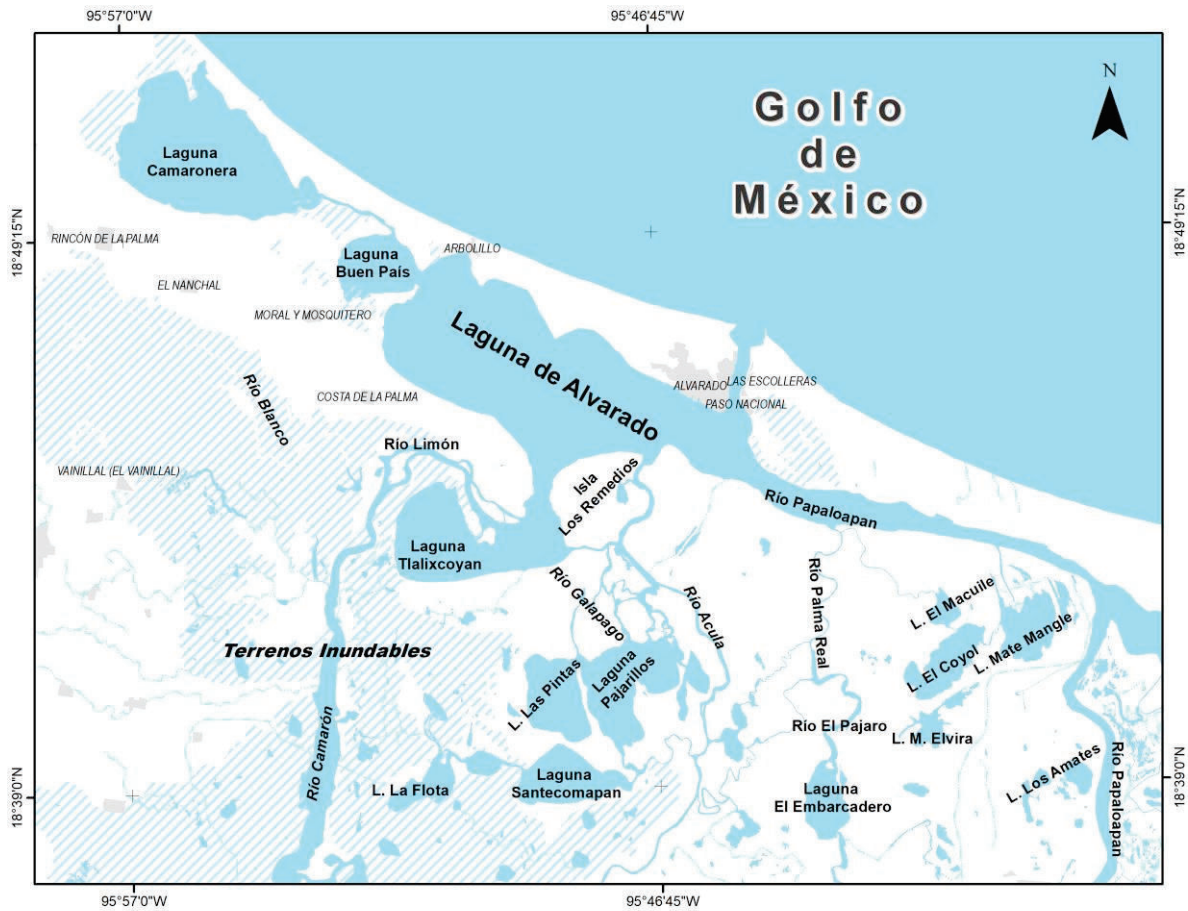 95°57'0"W
95°46'45"W
Golfo
de
México
N
Laguna
Camaronera
18°49'15"N
18°49'15"N
RINCÓN DE LA PALMA
Laguna
Buen País
ARBOLILLO
EL NANCHAL
MORAL Y MOSQUITERO
Laguna de Alvarado
Río Blanco
COSTA DE LA PALMA
ALVARADO
LAS ESCOLLERAS
PASO NACIONAL
Río Limón
VAINILLAL (EL VAINILLAL)
Isla
Los Remedios
Río Papaloapan
Laguna
Tlalixcoyan
Río Galapago
Río Acula
Río Palma Real
L. El Macuile
L. El Coyol
L. Mate Mangle
Terrenos Inundables
L. Las Pintas
Laguna
Pajarillos
Río El Pajaro
L. M. Elvira
Río Camarón
L. La Flota
Laguna
Santecomapan
Laguna
El Embarcadero
L. Los Amates
Río Papaloapan
18°39'0"N
18°39'0"N
95°57'0"W
95°46'45"W